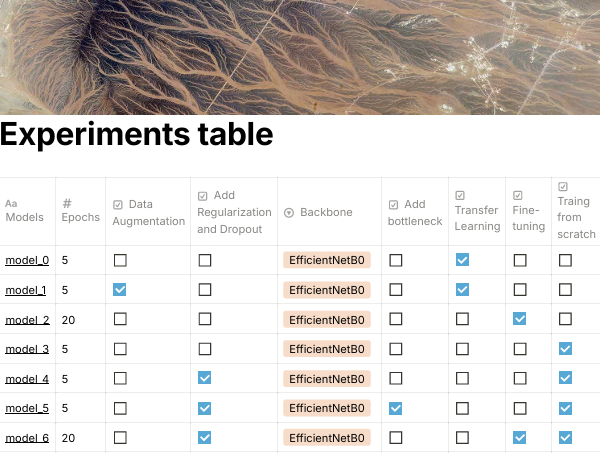 Experiments table
Aa Models # Epochs Data Augmentation Add Regularization and Dropout Backbone Add bottleneck Transfer Learning Fine-tuning Traing from scratch
model_0 5 EfficientNetB0
model_1 5 EfficientNetB0
model_2 20 EfficientNetB0
model_3 5 EfficientNetB0
model_4 5 EfficientNetB0
model_5 5 EfficientNetB0
model_6 20 EfficientNetB0